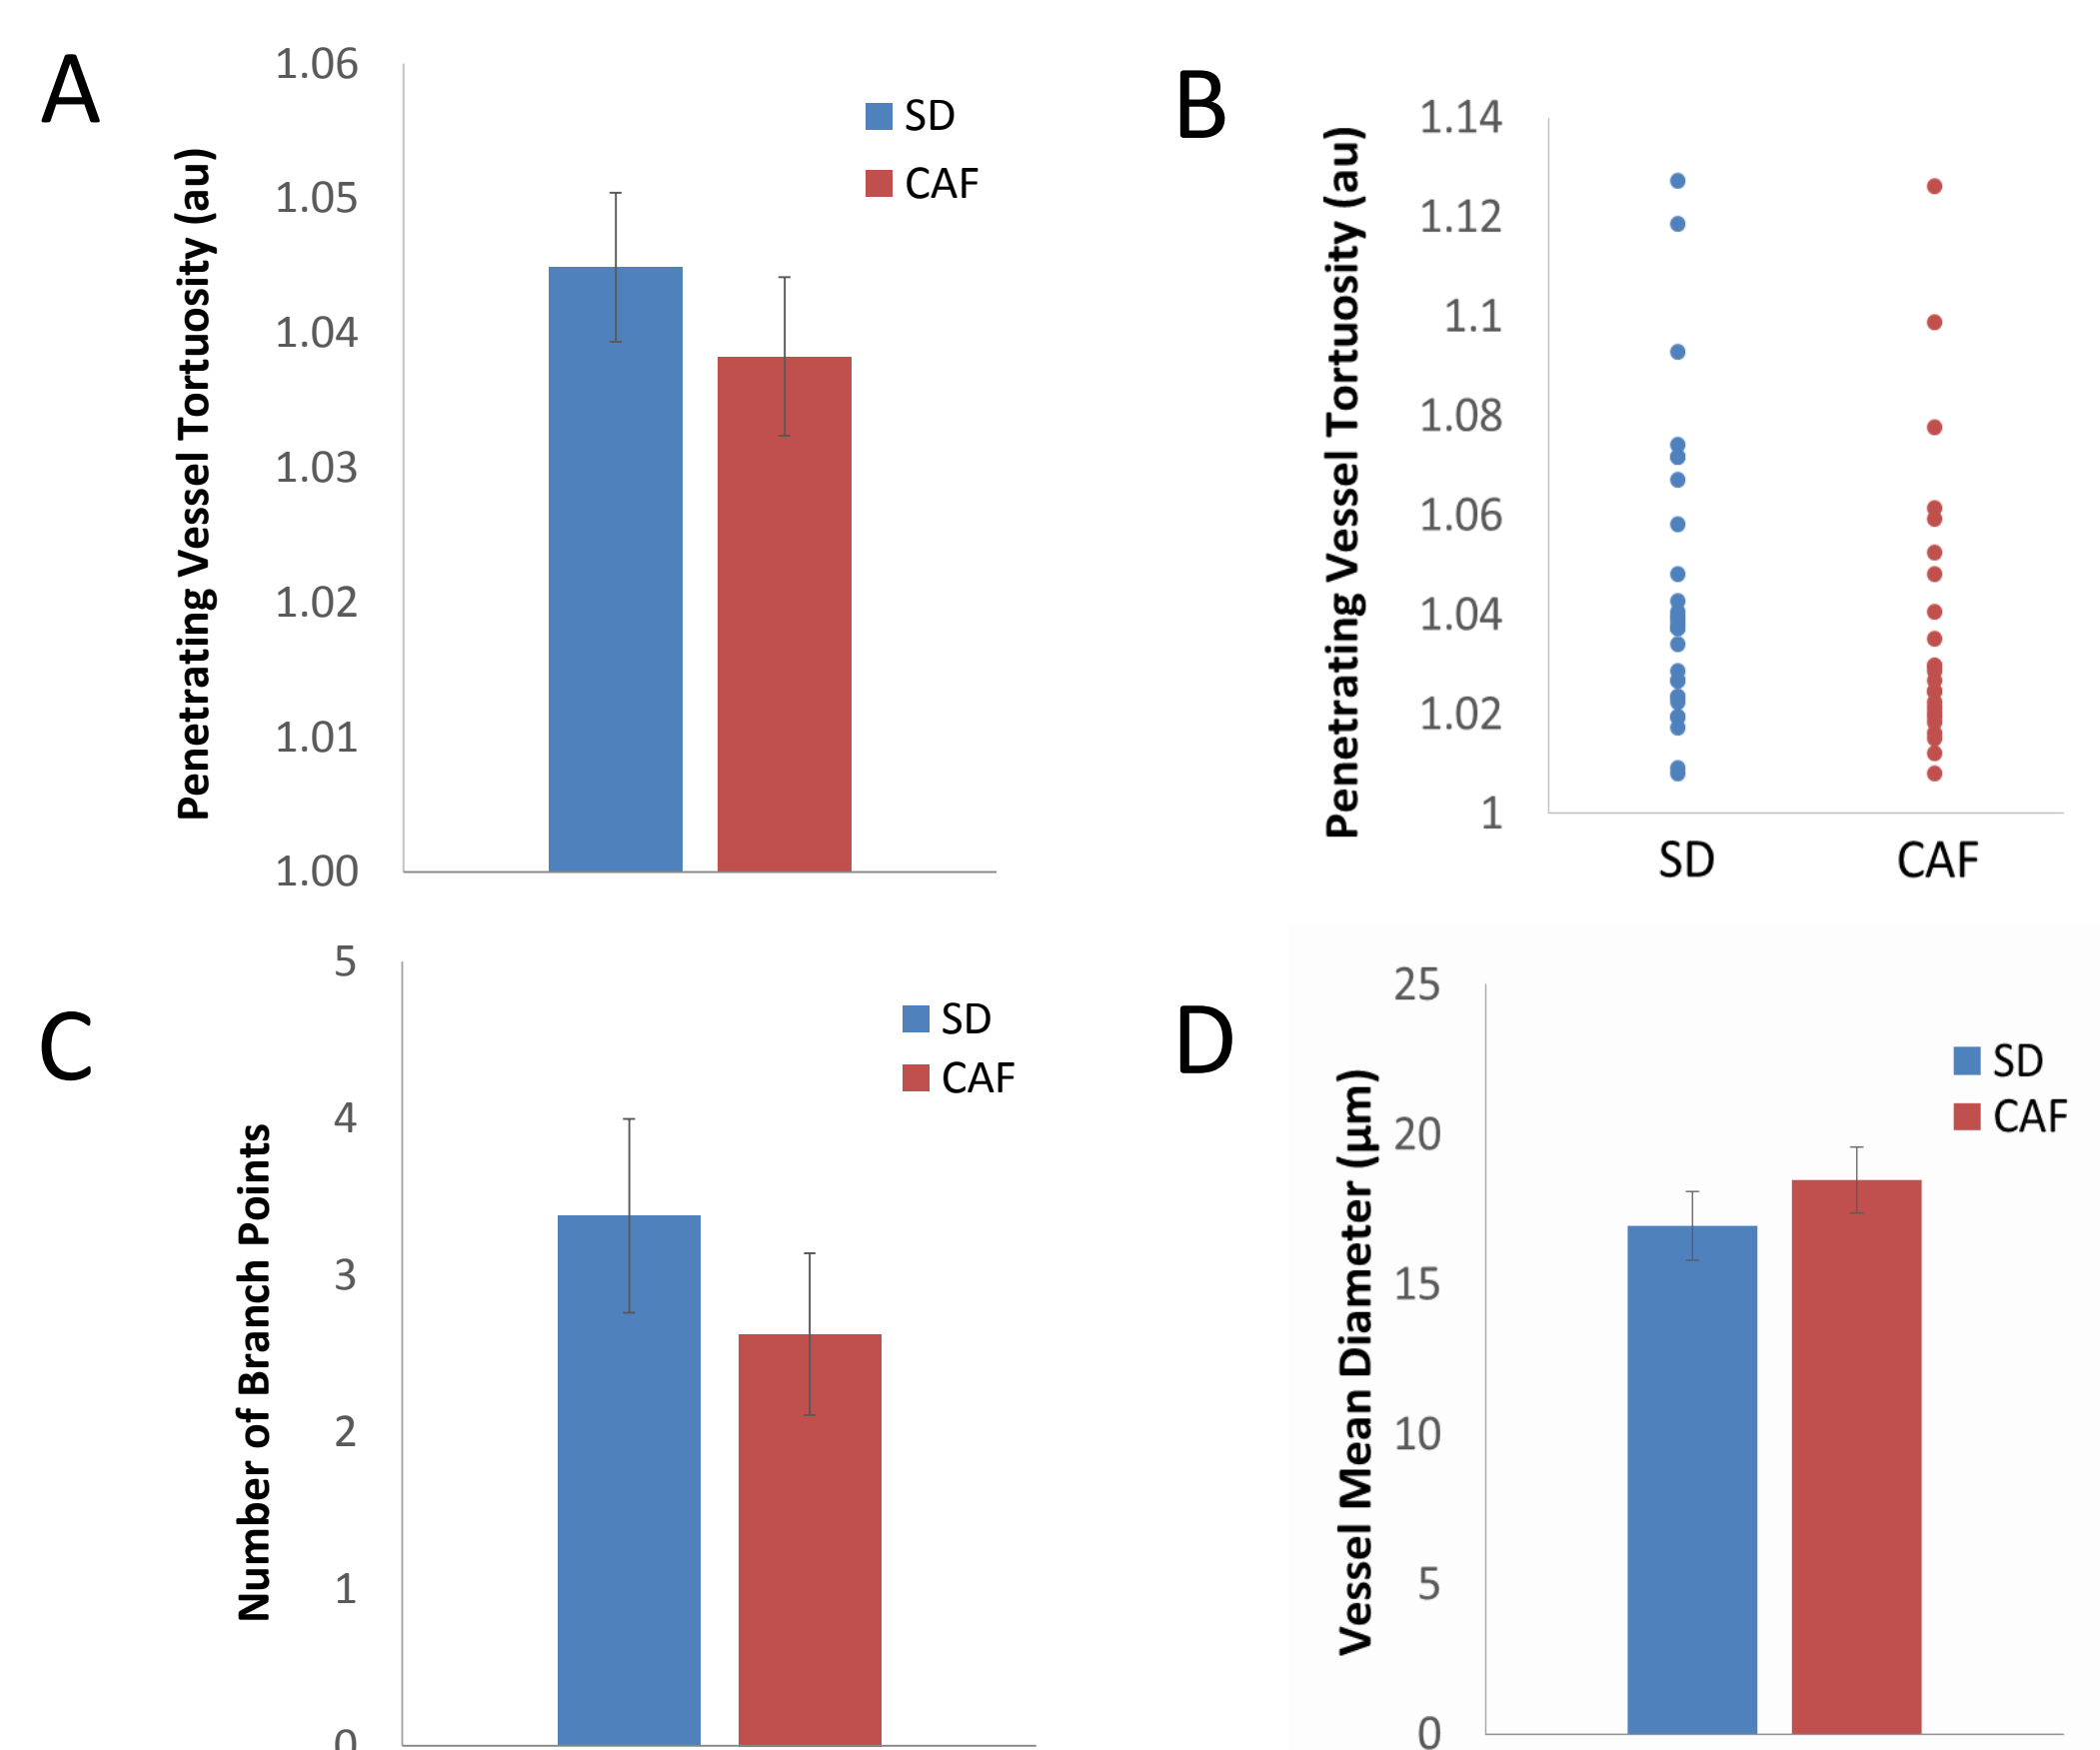 A
Penetrating Vessel Tortuosity (au)
1.06
1.05
1.04
1.03
1.02
1.01
1.00
SD
CAF
B
Penetrating Vessel Tortuosity (au)
1.14
1.12
1.1
1.08
1.06
1.04
1.02
1
SD
CAF
C
Number of Branch Points
5
4
3
2
1
0
SD
CAF
D
Vessel Mean Diameter (µm)
25
20
15
10
5
0
SD
CAF